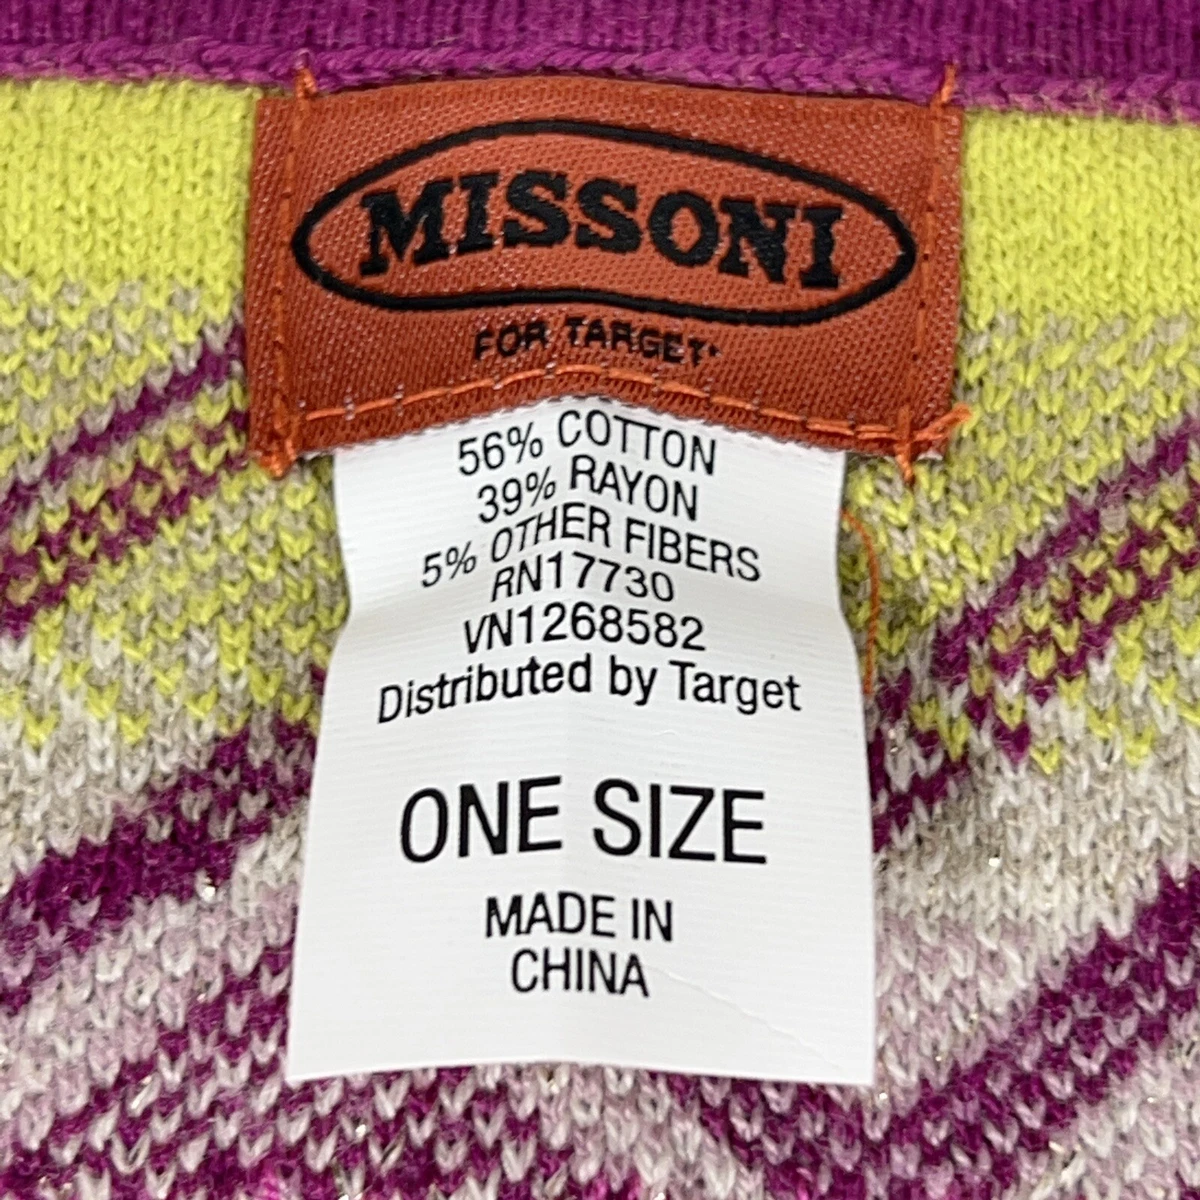 MISSONI
FOR TARGET
56% COTTON
39% RAYON
5% OTHER FIBERS
RN17730
VN1268582
Distributed by Target
ONE SIZE
MADE IN
CHINA